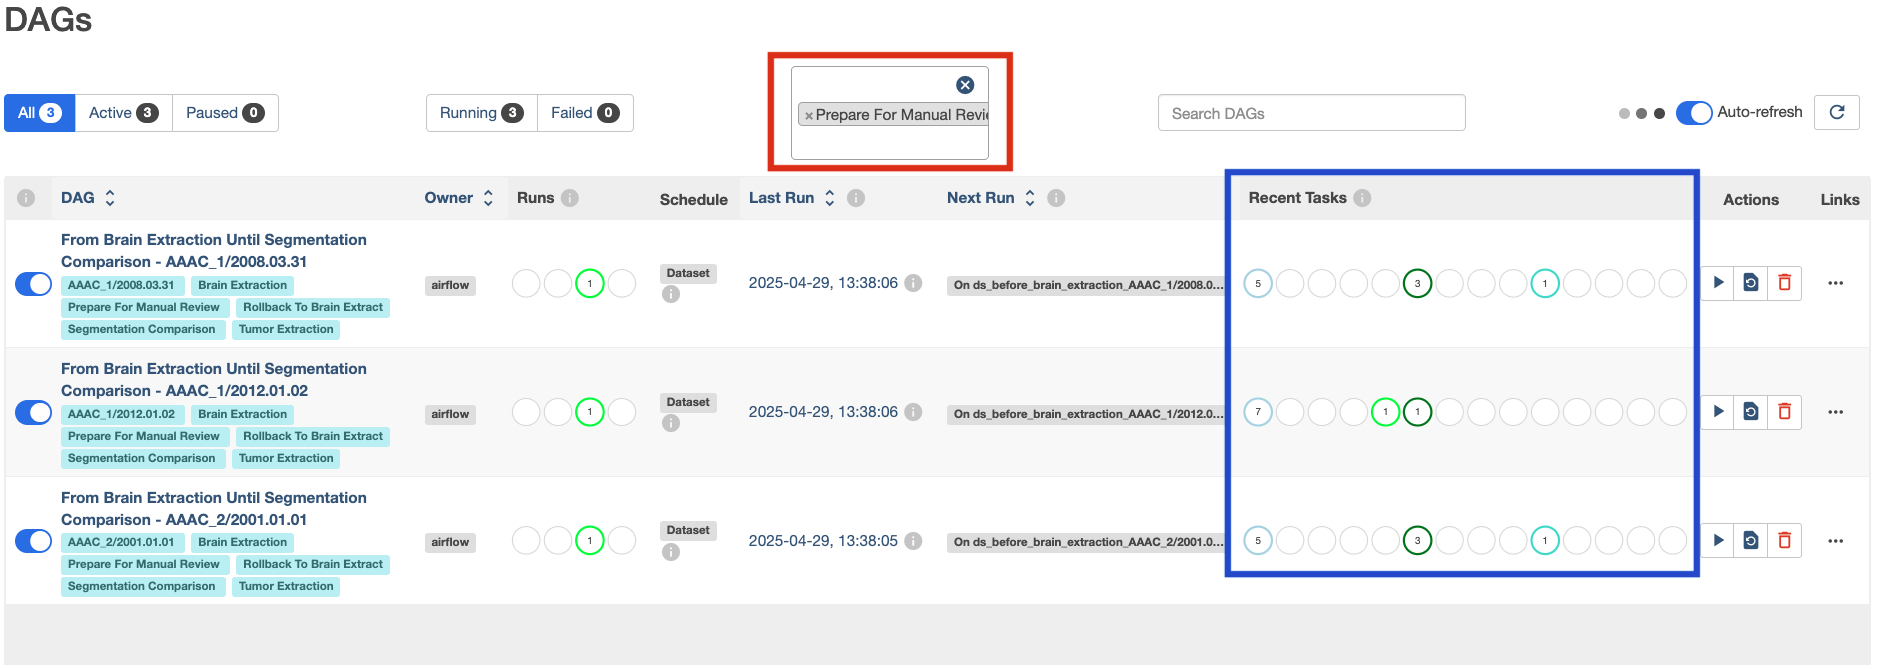 DAGs
All 3 Active 3 Paused 0 Running 3 Failed 0 × Prepare For Manual Revie Search DAGs Auto-refresh
DAG Owner Runs Schedule Last Run Next Run Recent Tasks Actions Links
From Brain Extraction Until Segmentation
Comparison - AAAC_1/2008.03.31
AAAC_1/2008.03.31 Brain Extraction
Prepare For Manual Review Rollback To Brain Extract
Segmentation Comparison Tumor Extraction
airflow 1 Dataset 2025-04-29, 13:38:06 On ds_before_brain_extraction_AAAC_1/2008.0... 5 3 1 ...
From Brain Extraction Until Segmentation
Comparison - AAAC_1/2012.01.02
AAAC_1/2012.01.02 Brain Extraction
Prepare For Manual Review Rollback To Brain Extract
Segmentation Comparison Tumor Extraction
airflow 1 Dataset 2025-04-29, 13:38:06 On ds_before_brain_extraction_AAAC_1/2012.0... 7 1 1 ...
From Brain Extraction Until Segmentation
Comparison - AAAC_2/2001.01.01
AAAC_2/2001.01.01 Brain Extraction
Prepare For Manual Review Rollback To Brain Extract
Segmentation Comparison Tumor Extraction
airflow 1 Dataset 2025-04-29, 13:38:05 On ds_before_brain_extraction_AAAC_2/2001.0... 5 3 1 ...